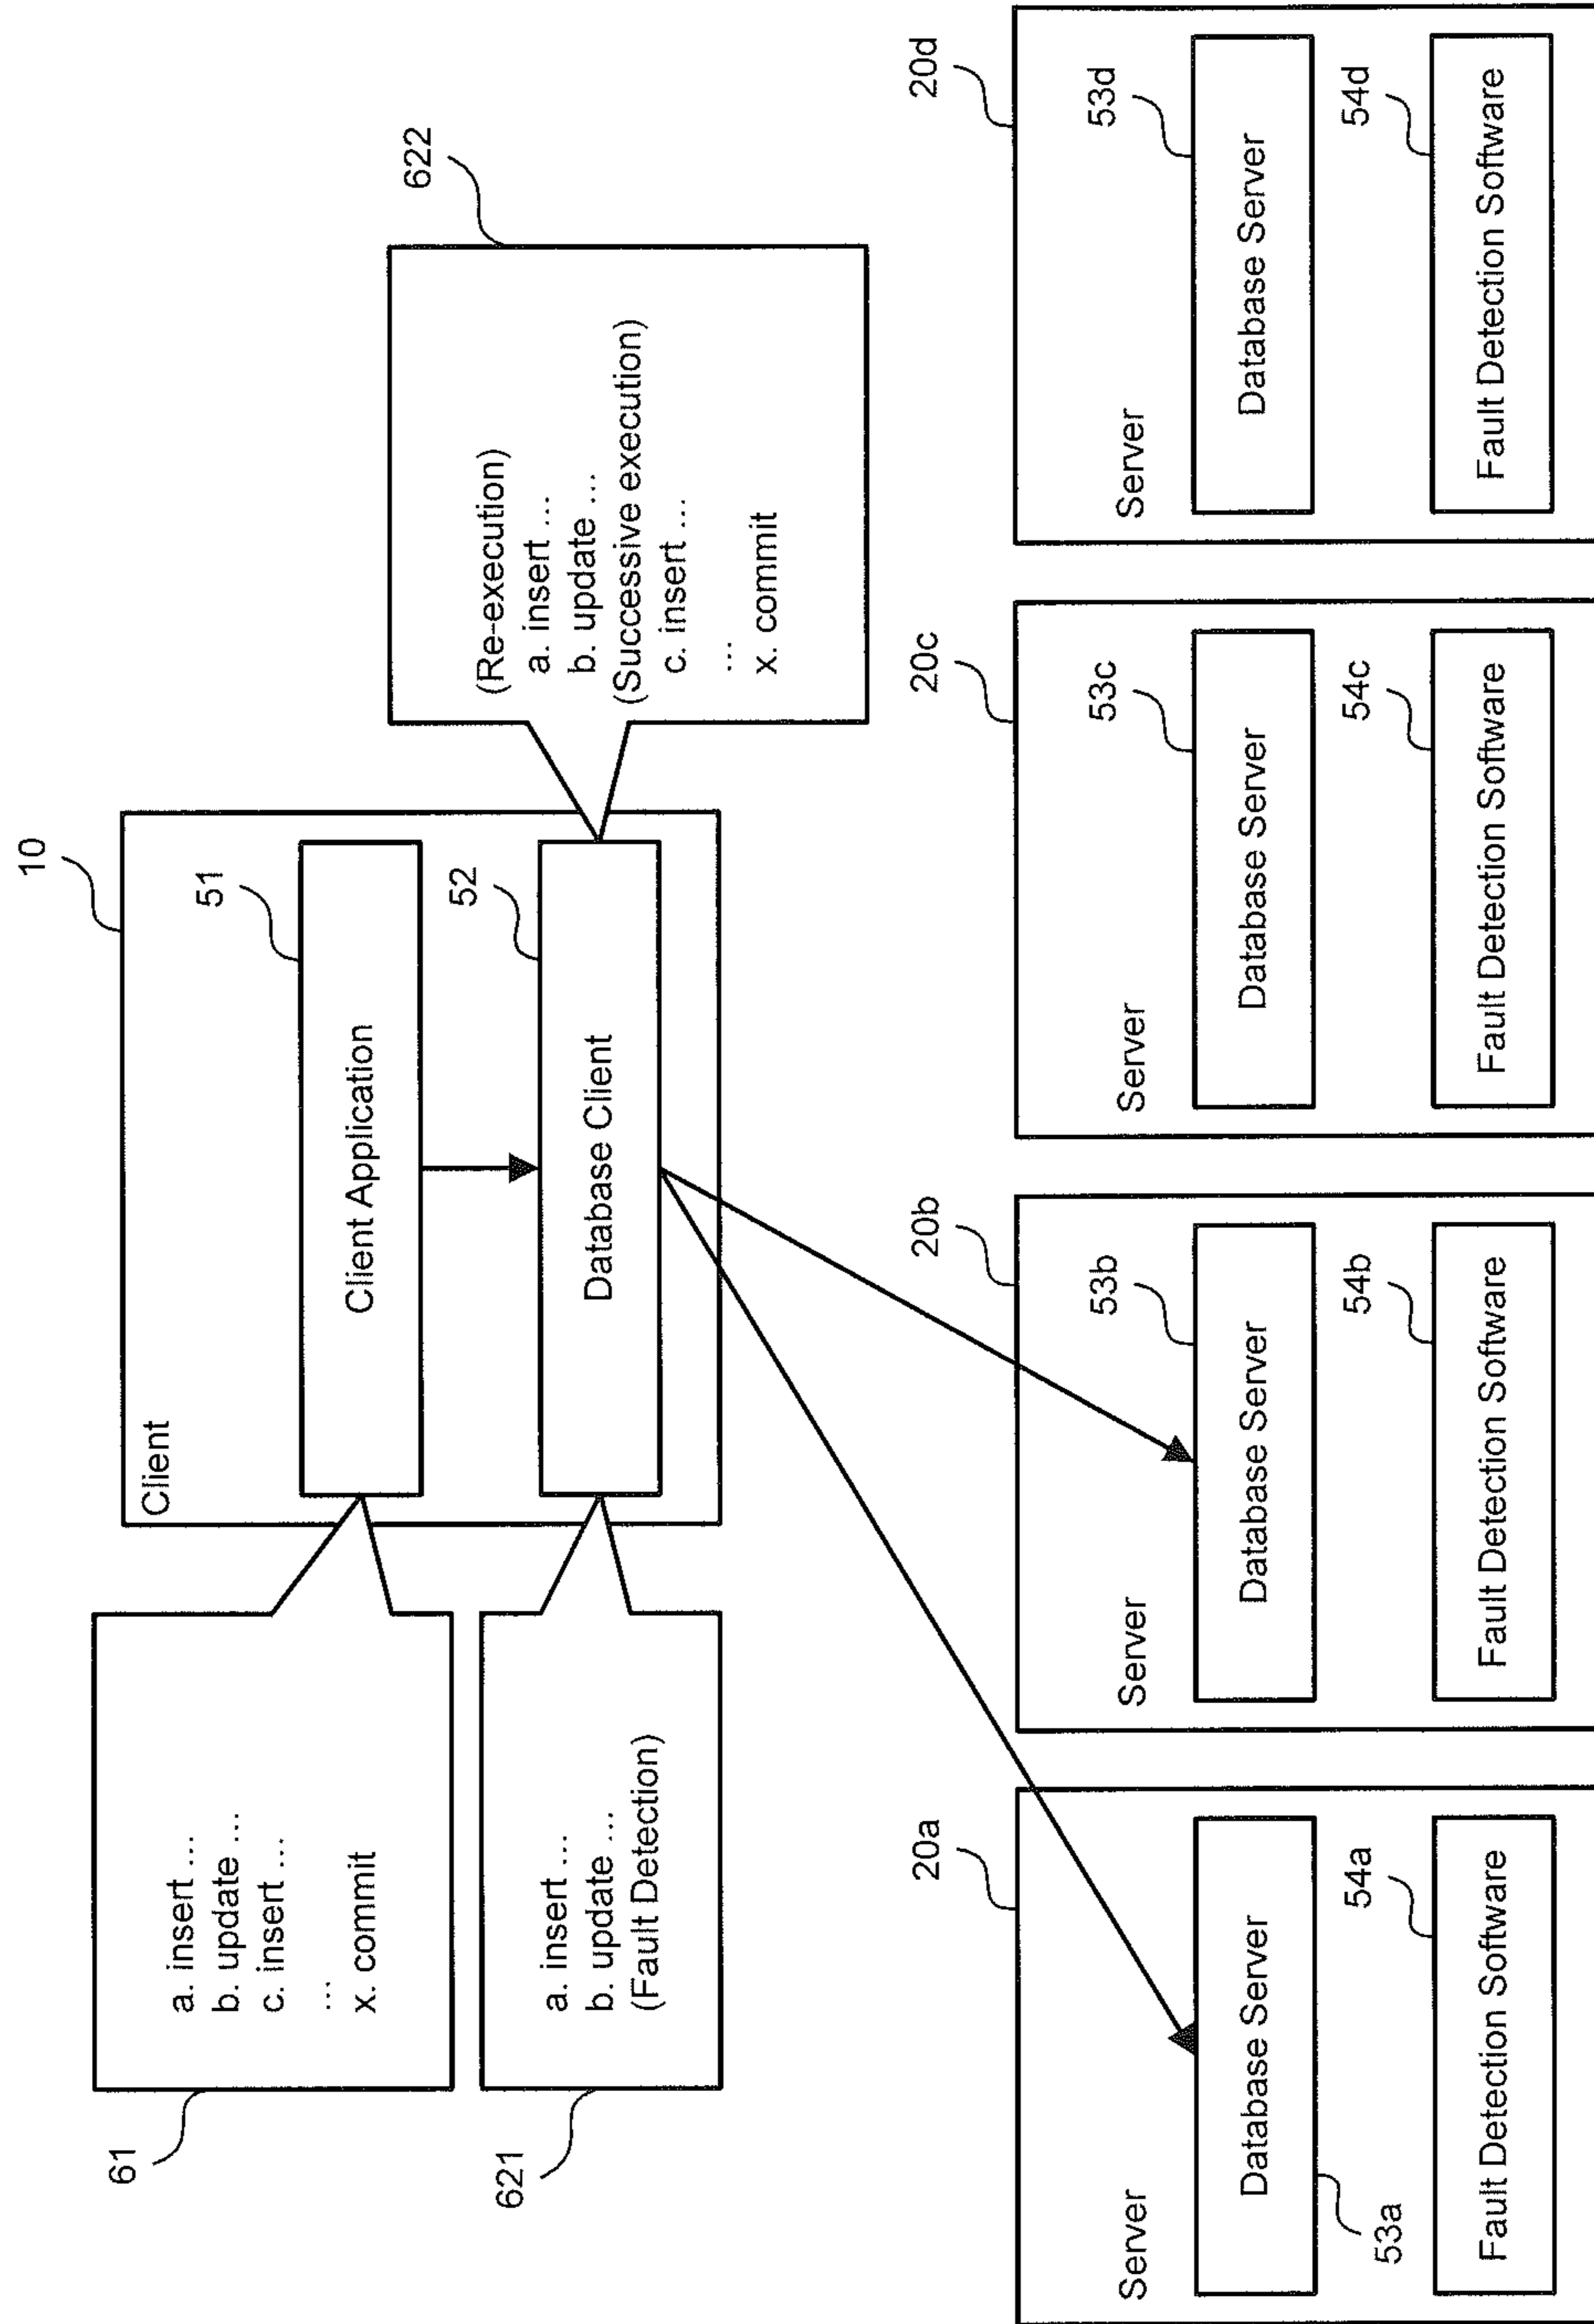 10
Client
51
Client Application
52
Database Client
61
a. insert ...
b. update ...
c. insert ...
...
x. commit
621
a. insert ...
b. update ...
(Fault Detection)
622
(Re-execution)
a. insert ...
b. update ...
(Successive execution)
c. insert ...
...
x. commit
20a
Server
Database Server
53a
54a
Fault Detection Software
20b
Server
53b
Database Server
54b
Fault Detection Software
20c
Server
53c
Database Server
54c
Fault Detection Software
20d
Server
53d
Database Server
54d
Fault Detection Software